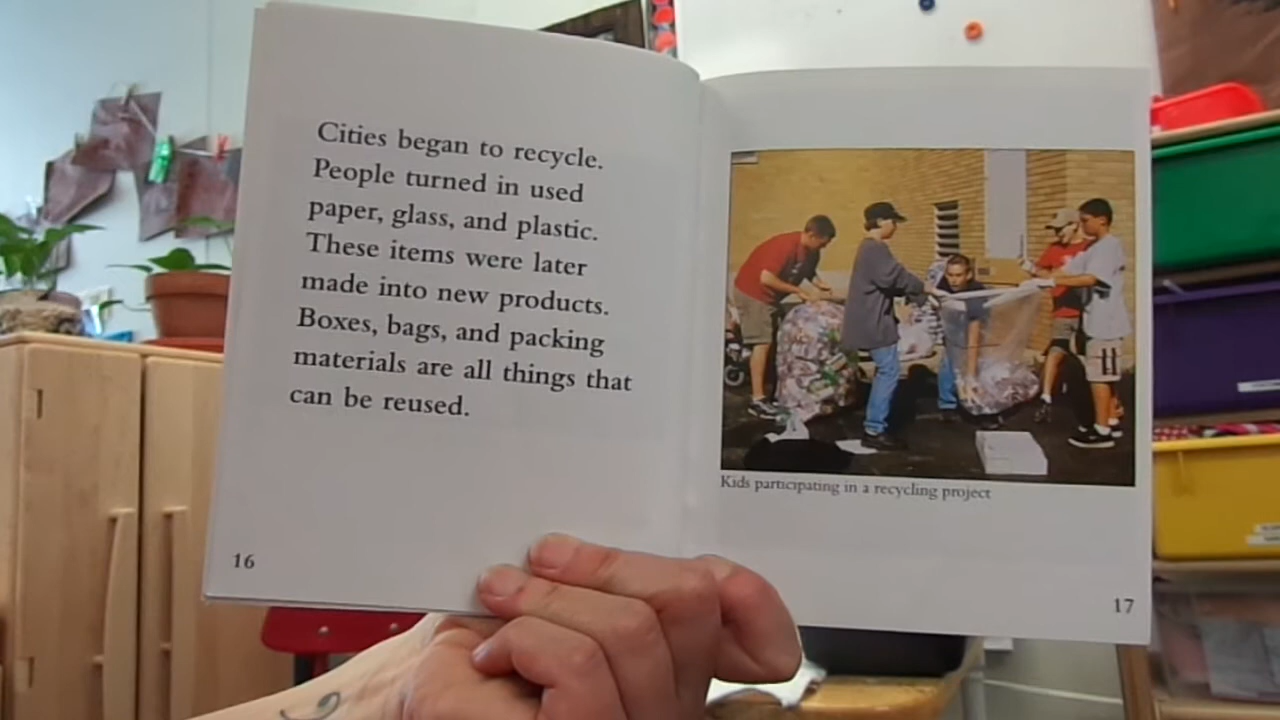 Cities began to recycle.
People turned in used
paper, glass, and plastic.
These items were later
made into new products.
Boxes, bags, and packing
materials are all things that
can be reused.
16
Kids participating in a recycling project
17